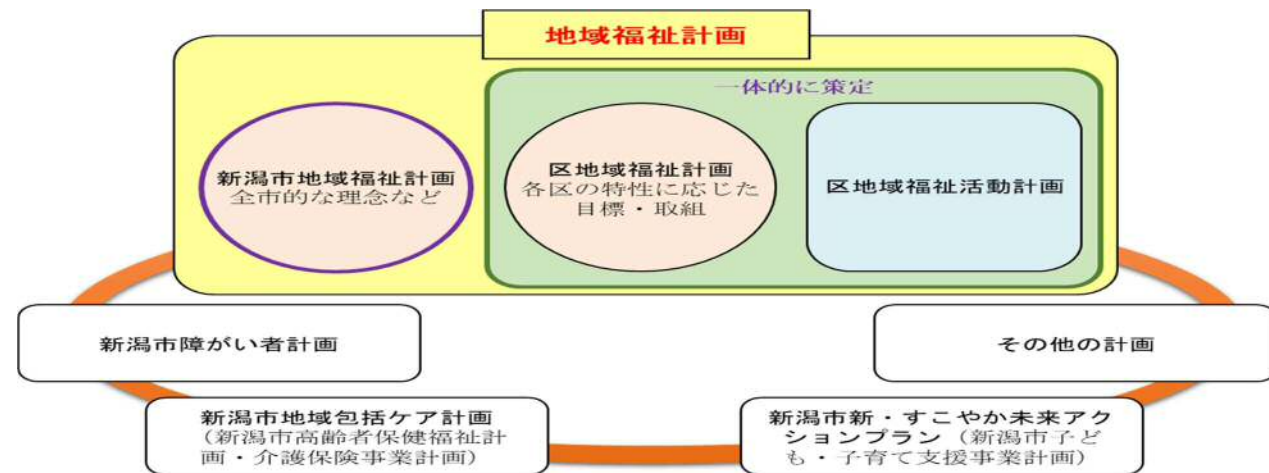 地域福祉計画
一体的に策定
新潟市地域福祉計画
全市的な理念など
区地域福祉計画
各区の特性に応じた
目標・取組
区地域福祉活動計画
新潟市障がい者計画
その他の計画
新潟市地域包括ケア計画
（新潟市高齢者保健福祉計
画・介護保険事業計画）
新潟市新・すこやか未来アク
ションプラン（新潟市子ど
も・子育て支援事業計画）